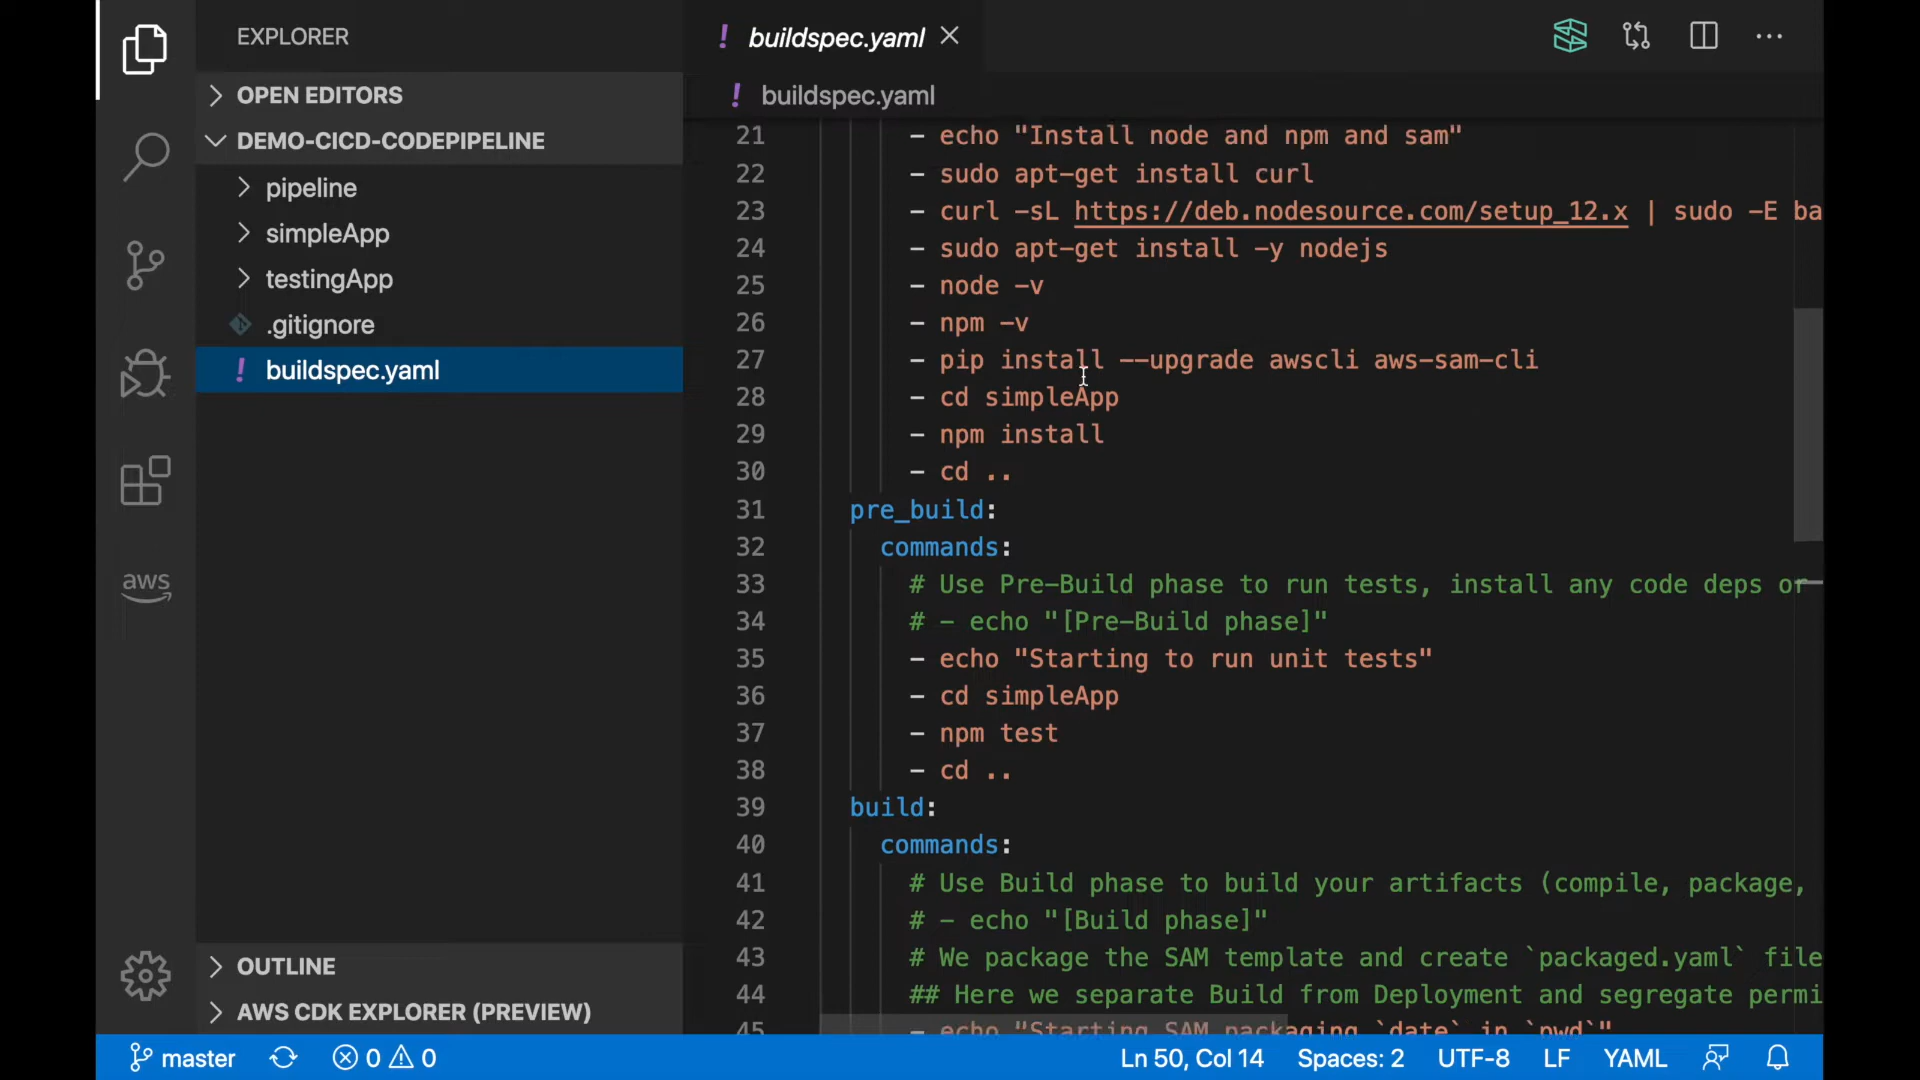 EXPLORER
OPEN EDITORS
DEMO-CICD-CODEPIPELINE
pipeline
simpleApp
testingApp
.gitignore
! buildspec.yaml
aws
OUTLINE
AWS CDK EXPLORER (PREVIEW)
! buildspec.yaml
! buildspec.yaml
21 - echo "Install node and npm and sam"
22 - sudo apt-get install curl
23 - curl -sL https://deb.nodesource.com/setup_12.x | sudo -E ba
24 - sudo apt-get install -y nodejs
25 - node -v
26 - npm -v
27 - pip install --upgrade awscli aws-sam-cli
28 - cd simpleApp
29 - npm install
30 - cd ..
31 pre_build:
32 commands:
33 # Use Pre-Build phase to run tests, install any code deps or
34 # - echo "[Pre-Build phase]"
35 - echo "Starting to run unit tests"
36 - cd simpleApp
37 - npm test
38 - cd ..
39 build:
40 commands:
41 # Use Build phase to build your artifacts (compile, package,
42 # - echo "[Build phase]"
43 # We package the SAM template and create `packaged.yaml` file
44 ## Here we separate Build from Deployment and segregate permi
45 - echo "Starting SAM packaging `date` in `pwd`"
master 0 0 Ln 50, Col 14 Spaces: 2 UTF-8 LF YAML